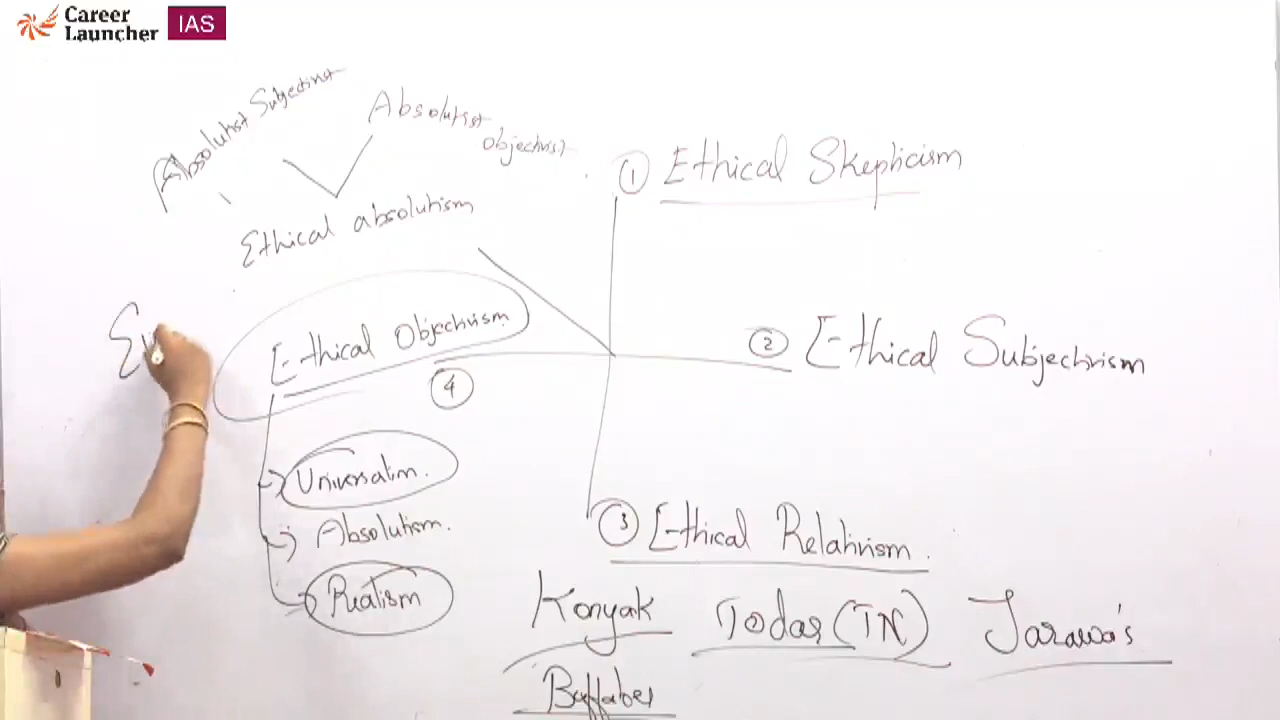 Career
Launcher
IAS
Absolutist Subjectivist
Absolutist
Objectivist
Ethical absolutism
① Ethical Skepticism
② Ethical Subjectivism
③ Ethical Relativism.
Ethical Objectivism
④
Universalim.
Absolutism.
Realism
Konyak
Todas (TN)
Jarawa's